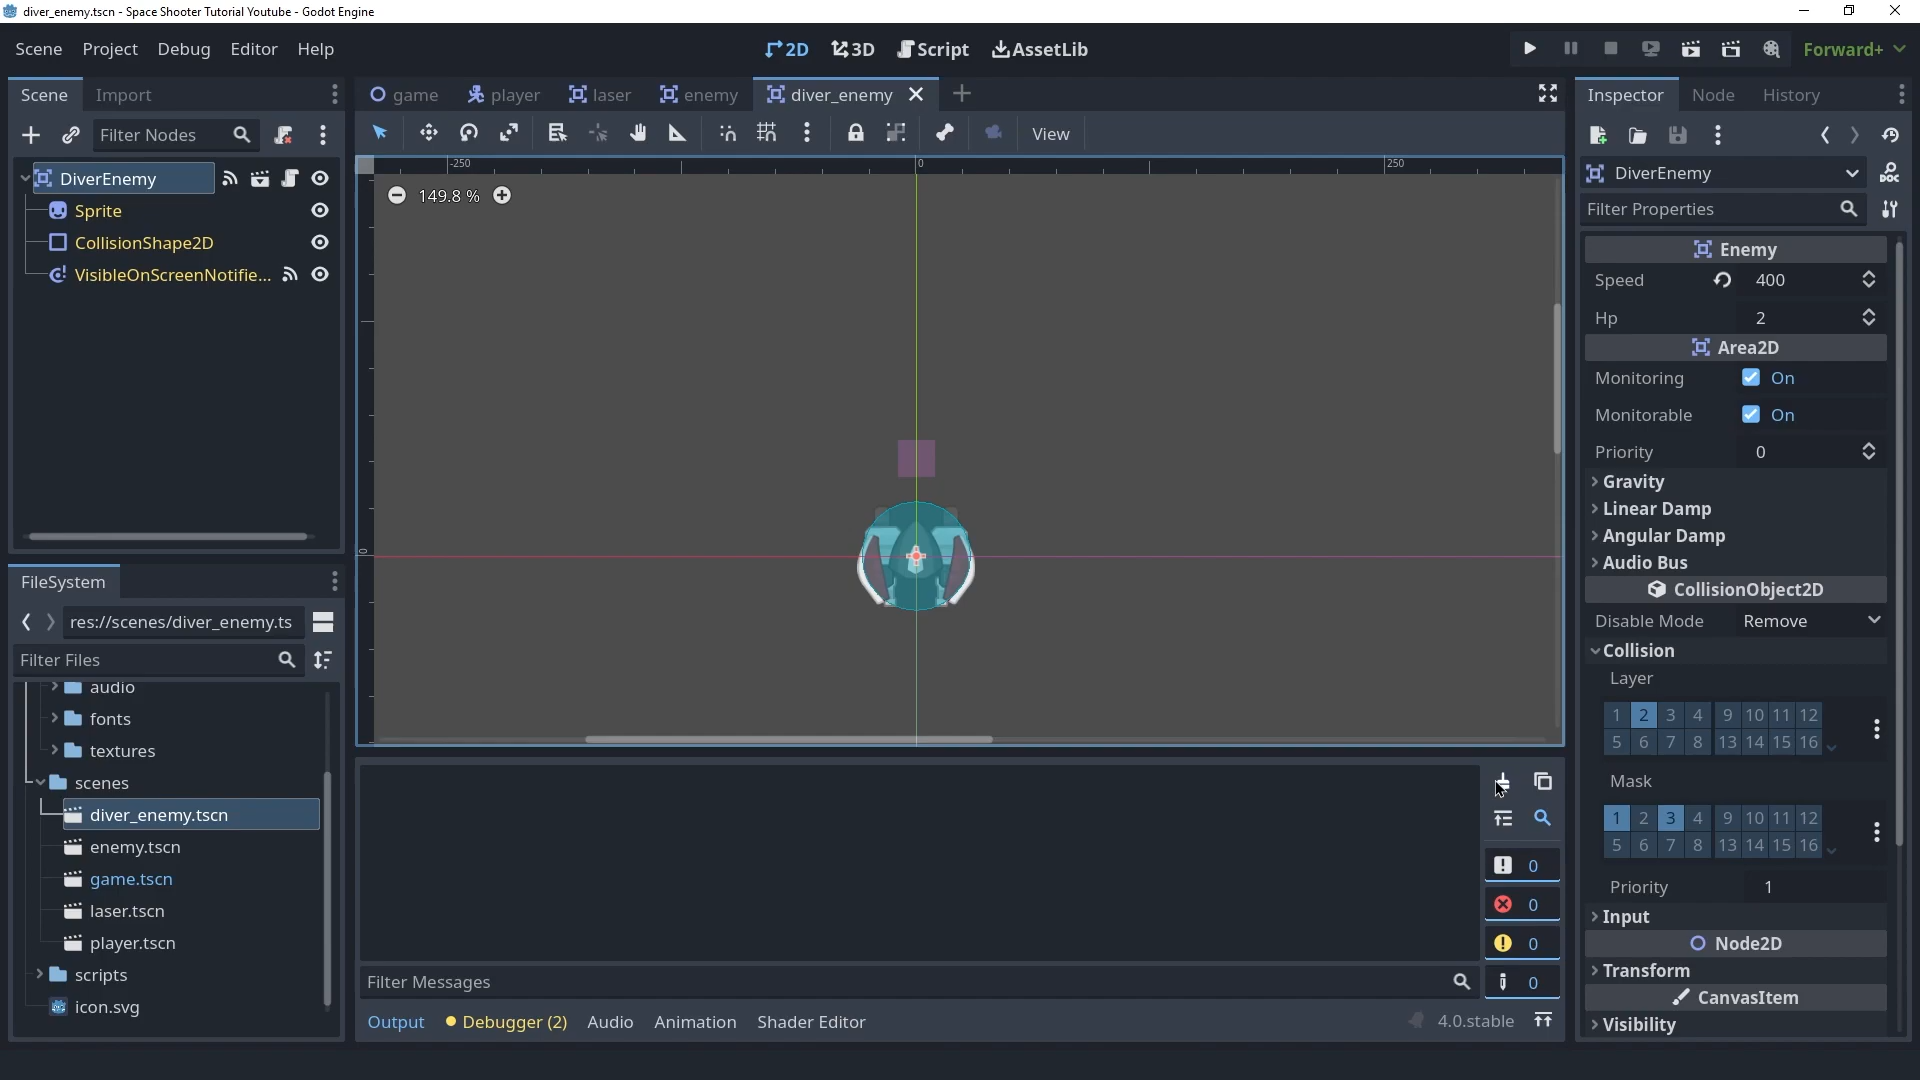 diver_enemy.tscn - Space Shooter Tutorial Youtube - Godot Engine
Scene Project Debug Editor Help
2D 3D Script AssetLib
Forward+
Scene Import
game player laser enemy diver_enemy
Inspector Node History
Filter Nodes
View
DiverEnemy
Sprite
CollisionShape2D
VisibleOnScreenNotifie...
-250 0 250
149.8 %
0
DiverEnemy
Filter Properties
Enemy
Speed 400
Hp 2
Area2D
Monitoring On
Monitorable On
Priority 0
Gravity
Linear Damp
Angular Damp
Audio Bus
CollisionObject2D
Disable Mode Remove
Collision
Layer
1 2 3 4 9 10 11 12
5 6 7 8 13 14 15 16
Mask
1 2 3 4 9 10 11 12
5 6 7 8 13 14 15 16
Priority 1
Input
Node2D
Transform
CanvasItem
Visibility
FileSystem
res://scenes/diver_enemy.ts
Filter Files
audio
fonts
textures
scenes
diver_enemy.tscn
enemy.tscn
game.tscn
laser.tscn
player.tscn
scripts
icon.svg
0
0
0
0
Filter Messages
Output Debugger (2) Audio Animation Shader Editor
4.0.stable